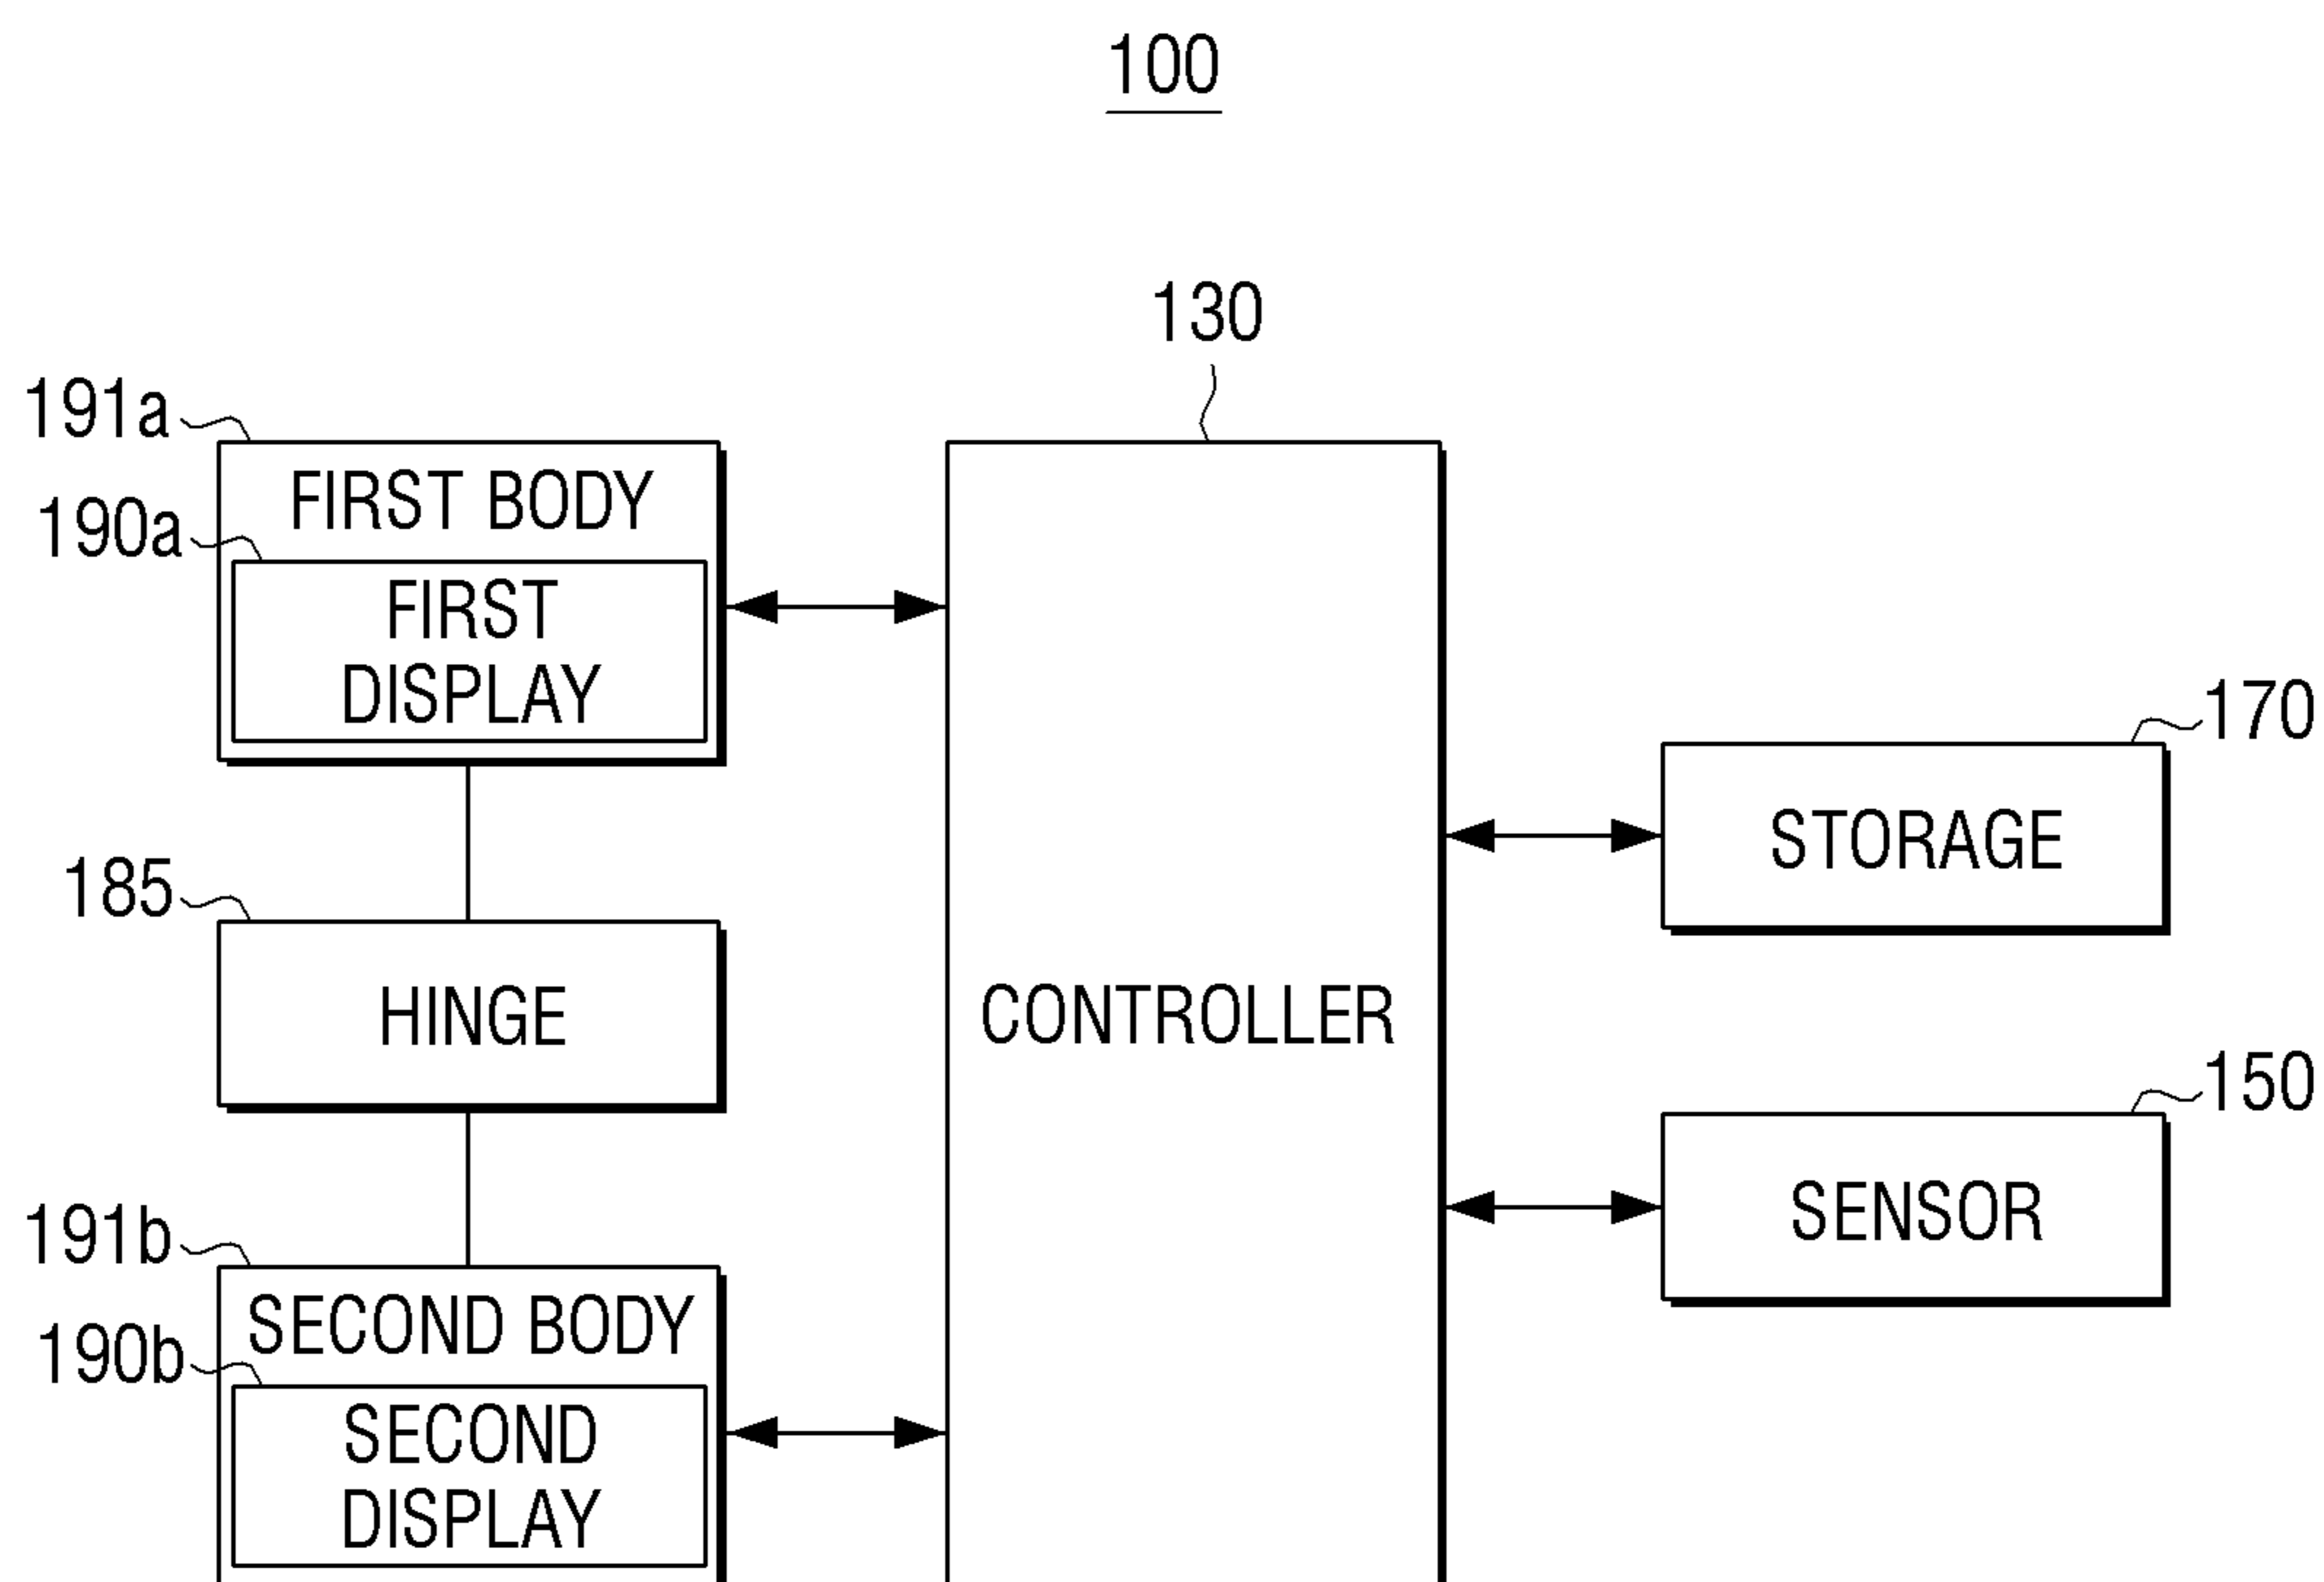 100
130
191a
FIRST BODY
190a
FIRST
DISPLAY
170
STORAGE
185
HINGE
CONTROLLER
150
SENSOR
191b
SECOND BODY
190b
SECOND
DISPLAY